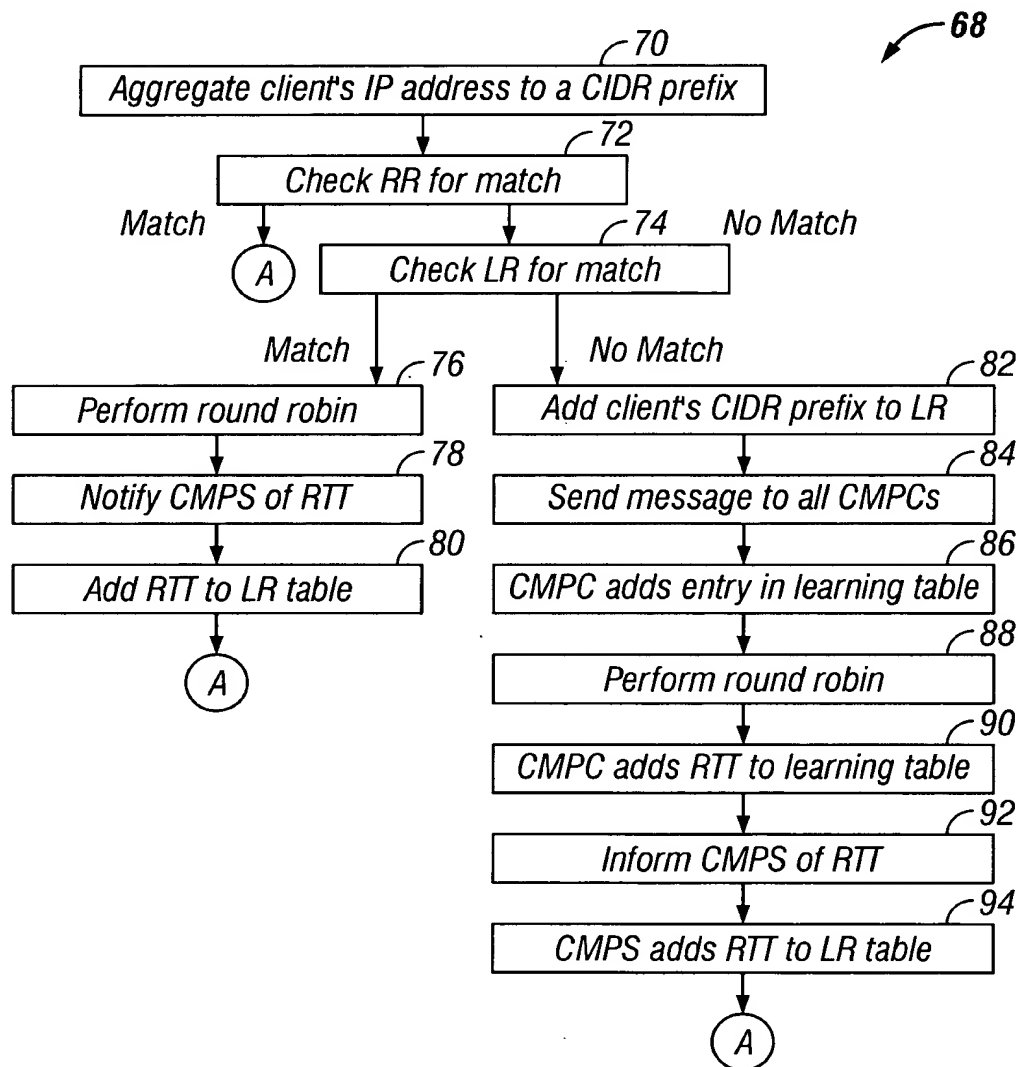 68
70
Aggregate client's IP address to a CIDR prefix
72
Check RR for match
Match
74
No Match
A
Check LR for match
Match
No Match
76
Perform round robin
82
Add client's CIDR prefix to LR
78
Notify CMPS of RTT
84
Send message to all CMPCs
80
Add RTT to LR table
86
CMPC adds entry in learning table
A
88
Perform round robin
90
CMPC adds RTT to learning table
92
Inform CMPS of RTT
94
CMPS adds RTT to LR table
A